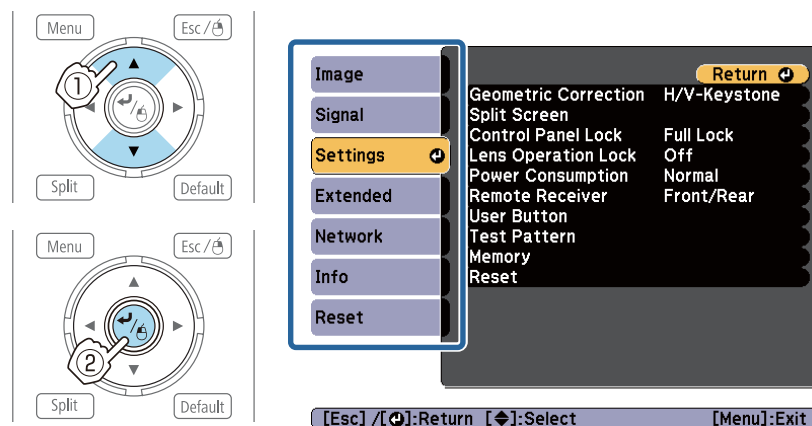 Menu
Esc/
1
Split
Default
Menu
Esc/
2
Split
Default
Image
Signal
Settings
Extended
Network
Info
Reset
Return
Geometric Correction H/V-Keystone
Split Screen
Control Panel Lock Full Lock
Lens Operation Lock Off
Power Consumption Normal
Remote Receiver Front/Rear
User Button
Test Pattern
Memory
Reset
[Esc] /[ ]:Return [ ]:Select [Menu]:Exit